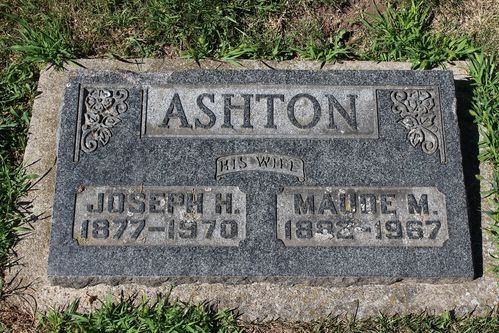 ASHTON
HIS WIFE
JOSEPH H. MAUDE M.
1877-1970 1892-1967